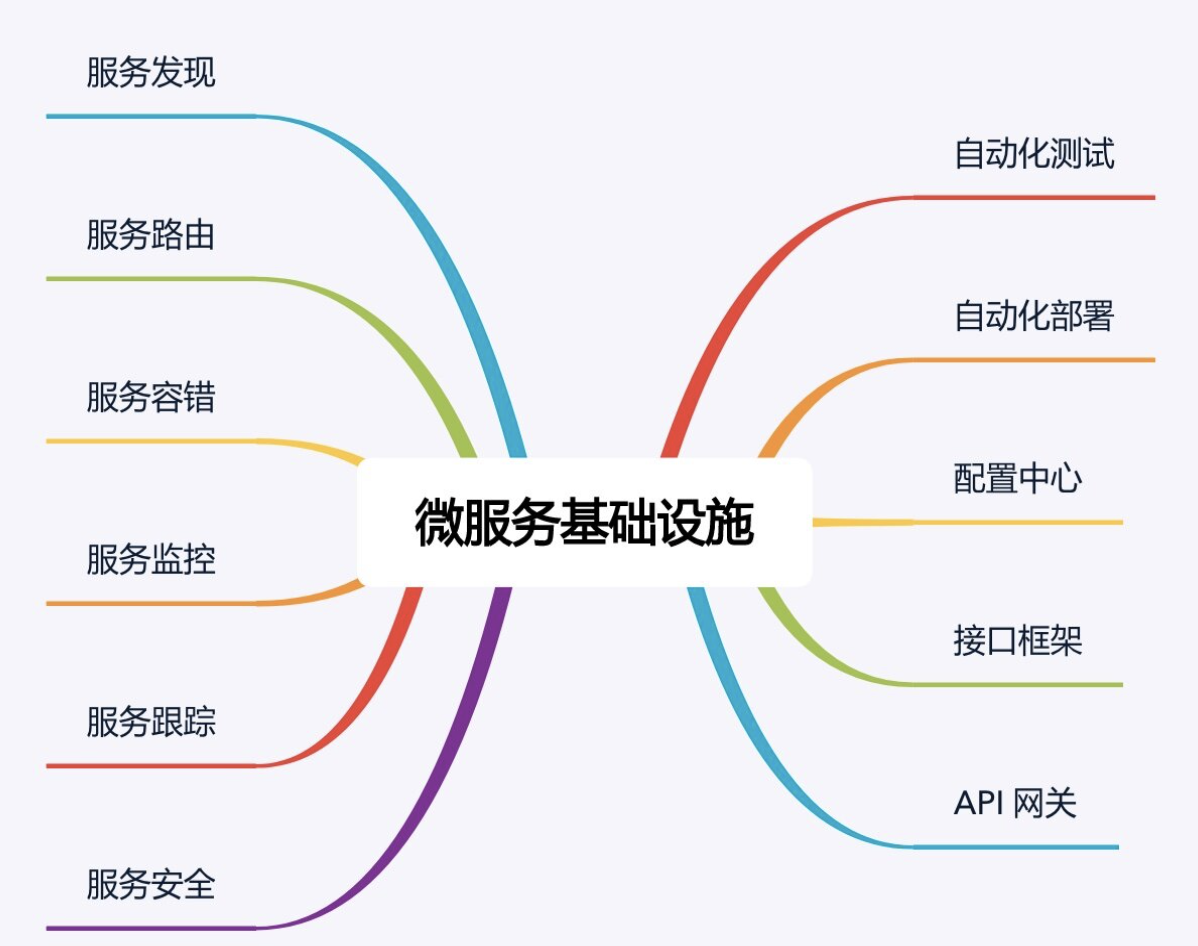 服务发现
服务路由
服务容错
服务监控
服务跟踪
服务安全
微服务基础设施
自动化测试
自动化部署
配置中心
接口框架
API 网关